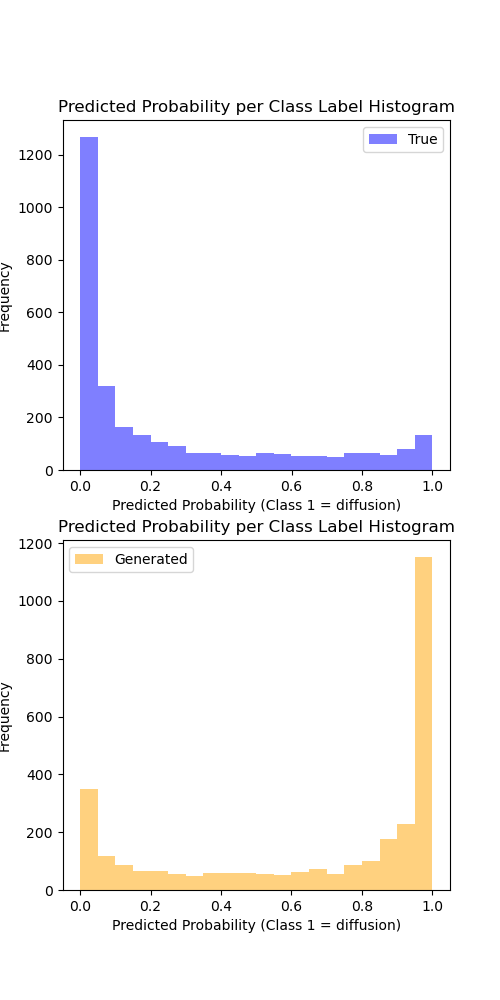 Predicted Probability per Class Label Histogram
True
1200
1000
800
600
400
200
0
Frequency
0.0 0.2 0.4 0.6 0.8 1.0
Predicted Probability (Class 1 = diffusion)
Predicted Probability per Class Label Histogram
Generated
1200
1000
800
600
400
200
0
Frequency
0.0 0.2 0.4 0.6 0.8 1.0
Predicted Probability (Class 1 = diffusion)